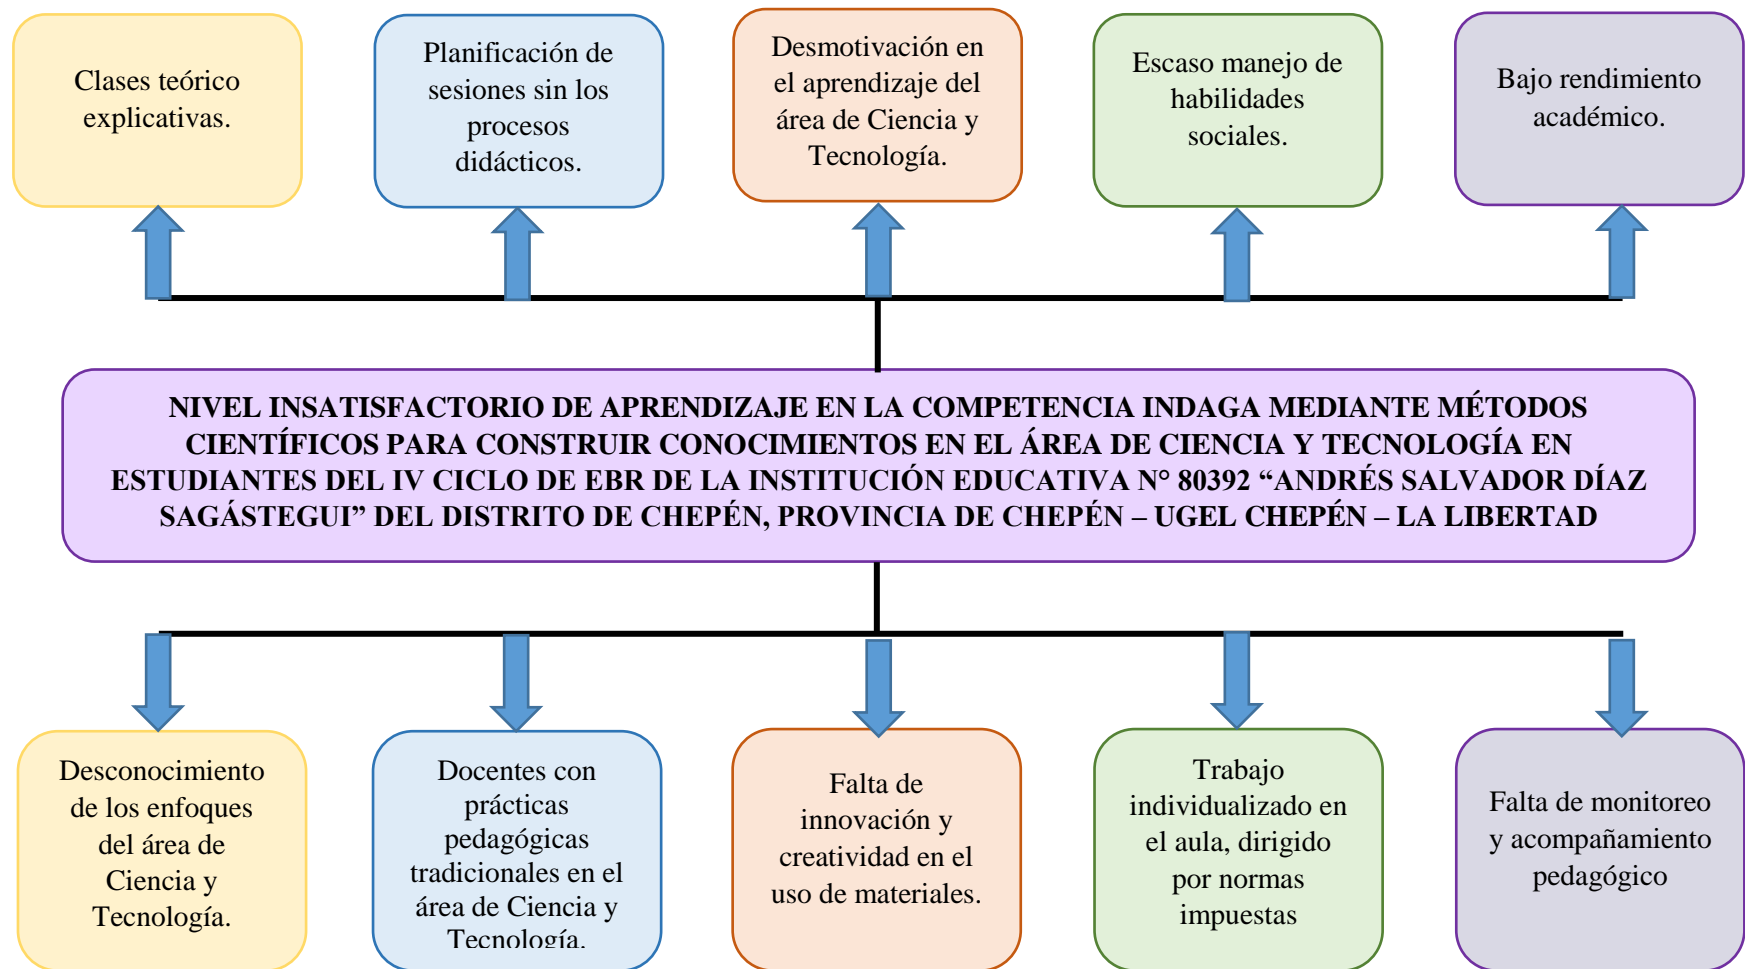 Clases teórico
explicativas.
Planificación de
sesiones sin los
procesos
didácticos.
Desmotivación en
el aprendizaje del
área de Ciencia y
Tecnología.
Escaso manejo de
habilidades
sociales.
Bajo rendimiento
académico.
NIVEL INSATISFACTORIO DE APRENDIZAJE EN LA COMPETENCIA INDAGA MEDIANTE MÉTODOS
CIENTÍFICOS PARA CONSTRUIR CONOCIMIENTOS EN EL ÁREA DE CIENCIA Y TECNOLOGÍA EN
ESTUDIANTES DEL IV CICLO DE EBR DE LA INSTITUCIÓN EDUCATIVA N° 80392 “ANDRÉS SALVADOR DÍAZ
SAGÁSTEGUI” DEL DISTRITO DE CHEPÉN, PROVINCIA DE CHEPÉN – UGEL CHEPÉN – LA LIBERTAD
Desconocimiento
de los enfoques
del área de
Ciencia y
Tecnología.
Docentes con
prácticas
pedagógicas
tradicionales en el
área de Ciencia y
Tecnología.
Falta de
innovación y
creatividad en el
uso de materiales.
Trabajo
individualizado en
el aula, dirigido
por normas
impuestas
Falta de monitoreo
y acompañamiento
pedagógico